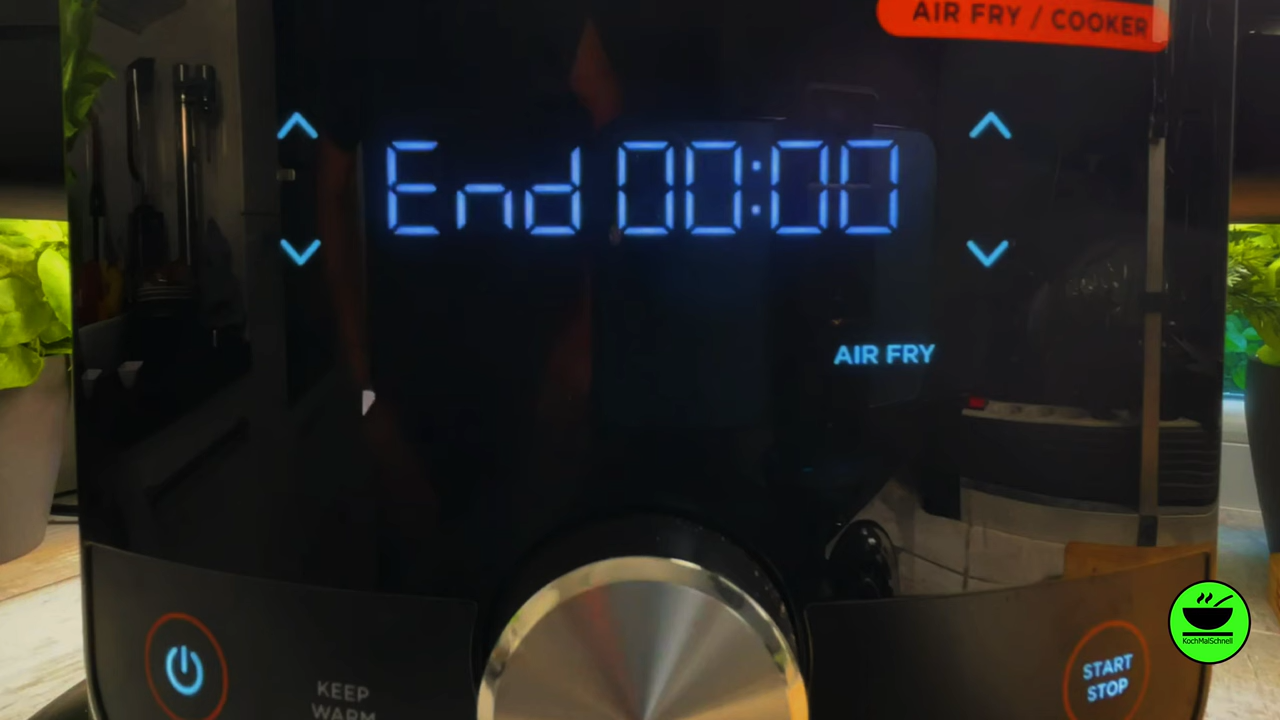 AIR FRY / COOKER
End 00:00
AIR FRY
KEEP
WARM
START
STOP
KochMalSchnell